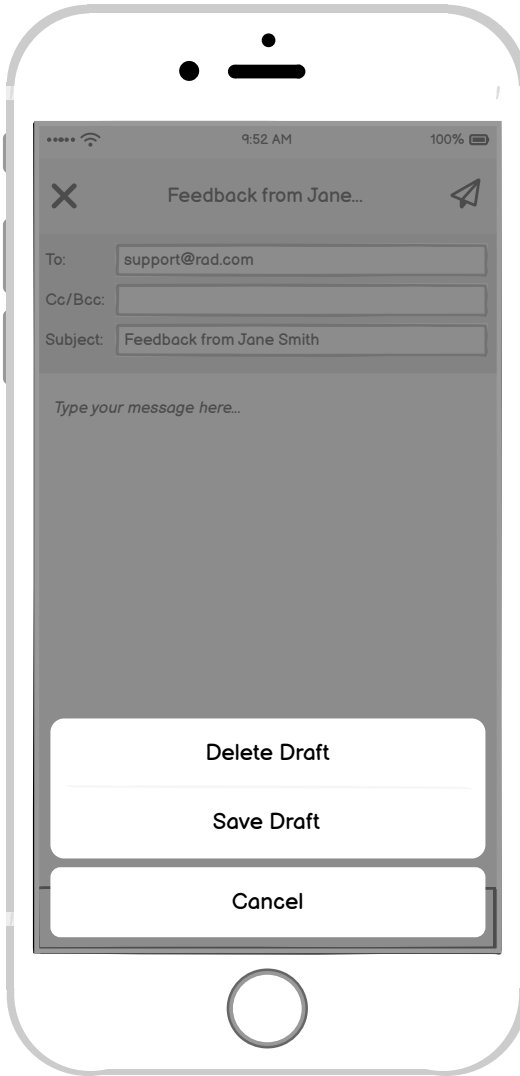 9:52 AM 100%
Feedback from Jane...
To: support@rad.com
Cc/Bcc:
Subject: Feedback from Jane Smith
Type your message here...
Delete Draft
Save Draft
Cancel